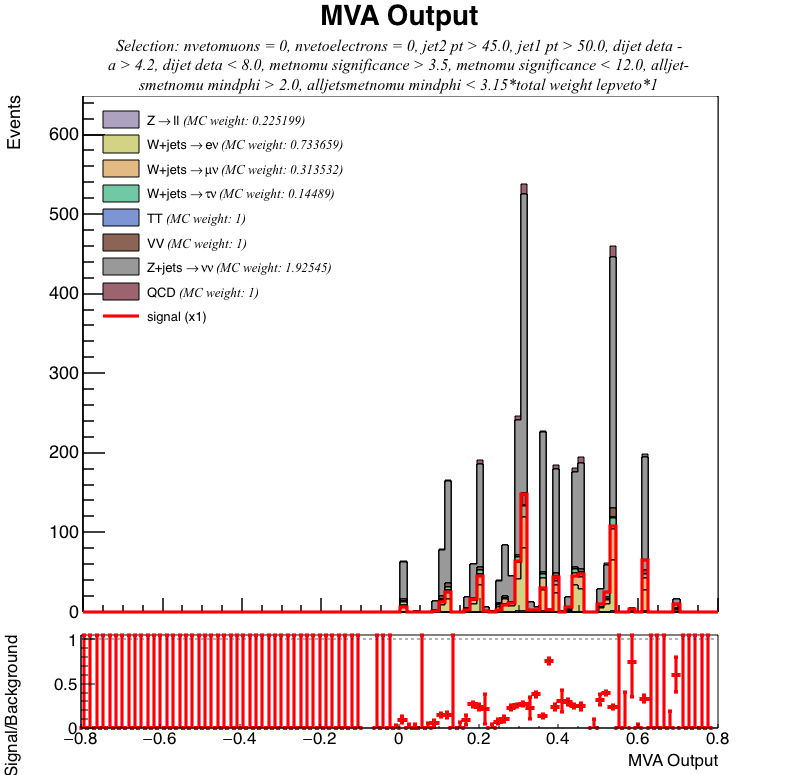 MVA Output
Selection: nvetomuons = 0, nvetoelectrons = 0, jet2 pt > 45.0, jet1 pt > 50.0, dijet deta -
a > 4.2, dijet deta < 8.0, metnomu significance > 3.5, metnomu significance < 12.0, alljet-
smetnomu mindphi > 2.0, alljetsmetnomu mindphi < 3.15*total weight lepveto*1
Events
600
500
400
300
200
100
0
Z→ll (MC weight: 0.225199)
W+jets→eν (MC weight: 0.733659)
W+jets→μν (MC weight: 0.313532)
W+jets→τν (MC weight: 0.14489)
TT (MC weight: 1)
VV (MC weight: 1)
Z+jets→νν (MC weight: 1.92545)
QCD (MC weight: 1)
signal (x1)
Signal/Background
1
0.5
0
−0.8 −0.6 −0.4 −0.2 0 0.2 0.4 0.6 0.8
MVA Output